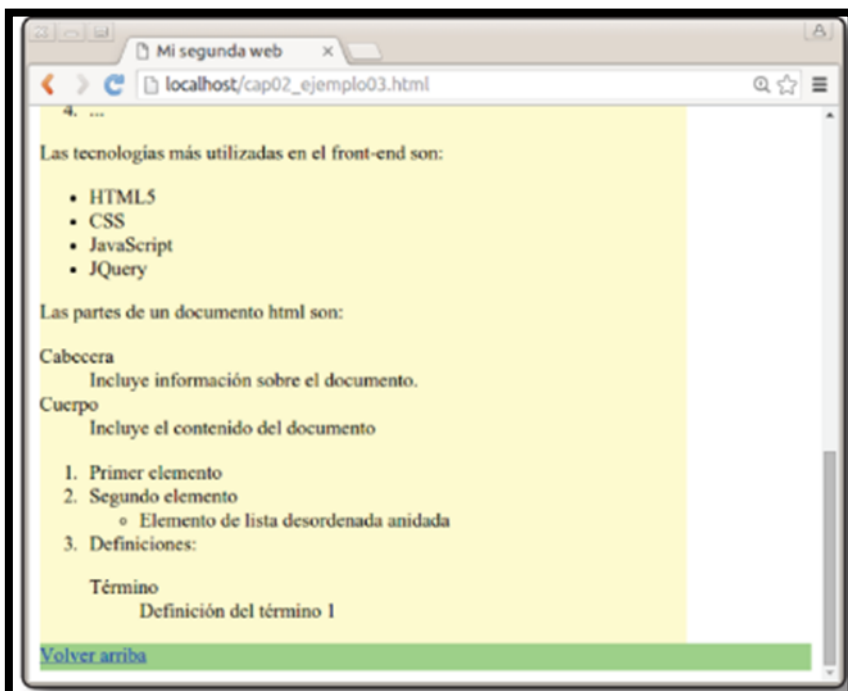 Mi segunda web
localhost/cap02_ejemplo03.html
4. ...
Las tecnologías más utilizadas en el front-end son:
• HTML5
• CSS
• JavaScript
• JQuery
Las partes de un documento html son:
Cabecera
Incluye información sobre el documento.
Cuerpo
Incluye el contenido del documento
1. Primer elemento
2. Segundo elemento
◦ Elemento de lista desordenada anidada
3. Definiciones:
Término
Definición del término 1
Volver arriba